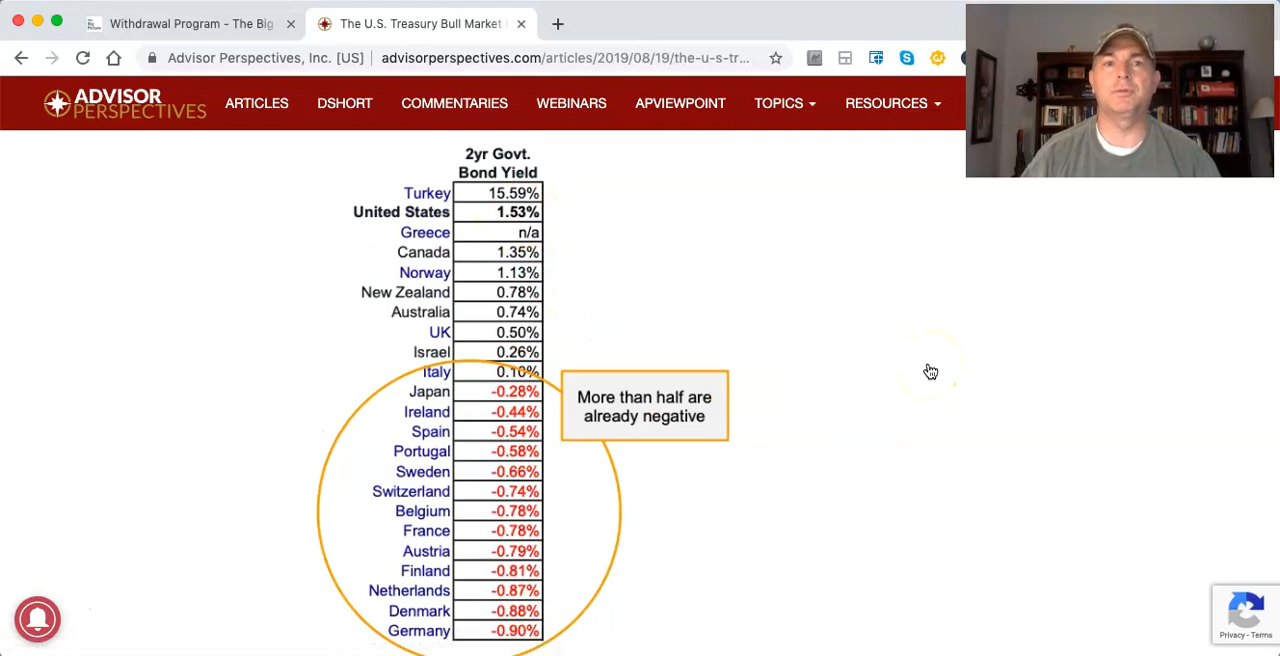 Withdrawal Program - The Big
The U.S. Treasury Bull Market
Advisor Perspectives, Inc. [US]
advisorperspectives.com/articles/2019/08/19/the-u-s-tr...
ADVISOR
PERSPECTIVES
ARTICLES
DSHORT
COMMENTARIES
WEBINARS
APVIEWPOINT
TOPICS
RESOURCES
2yr Govt.
Bond Yield
Turkey 15.59%
United States 1.53%
Greece n/a
Canada 1.35%
Norway 1.13%
New Zealand 0.78%
Australia 0.74%
UK 0.50%
Israel 0.26%
Italy 0.10%
Japan -0.28%
Ireland -0.44%
Spain -0.54%
Portugal -0.58%
Sweden -0.66%
Switzerland -0.74%
Belgium -0.78%
France -0.78%
Austria -0.79%
Finland -0.81%
Netherlands -0.87%
Denmark -0.88%
Germany -0.90%
More than half are
already negative
Privacy - Terms